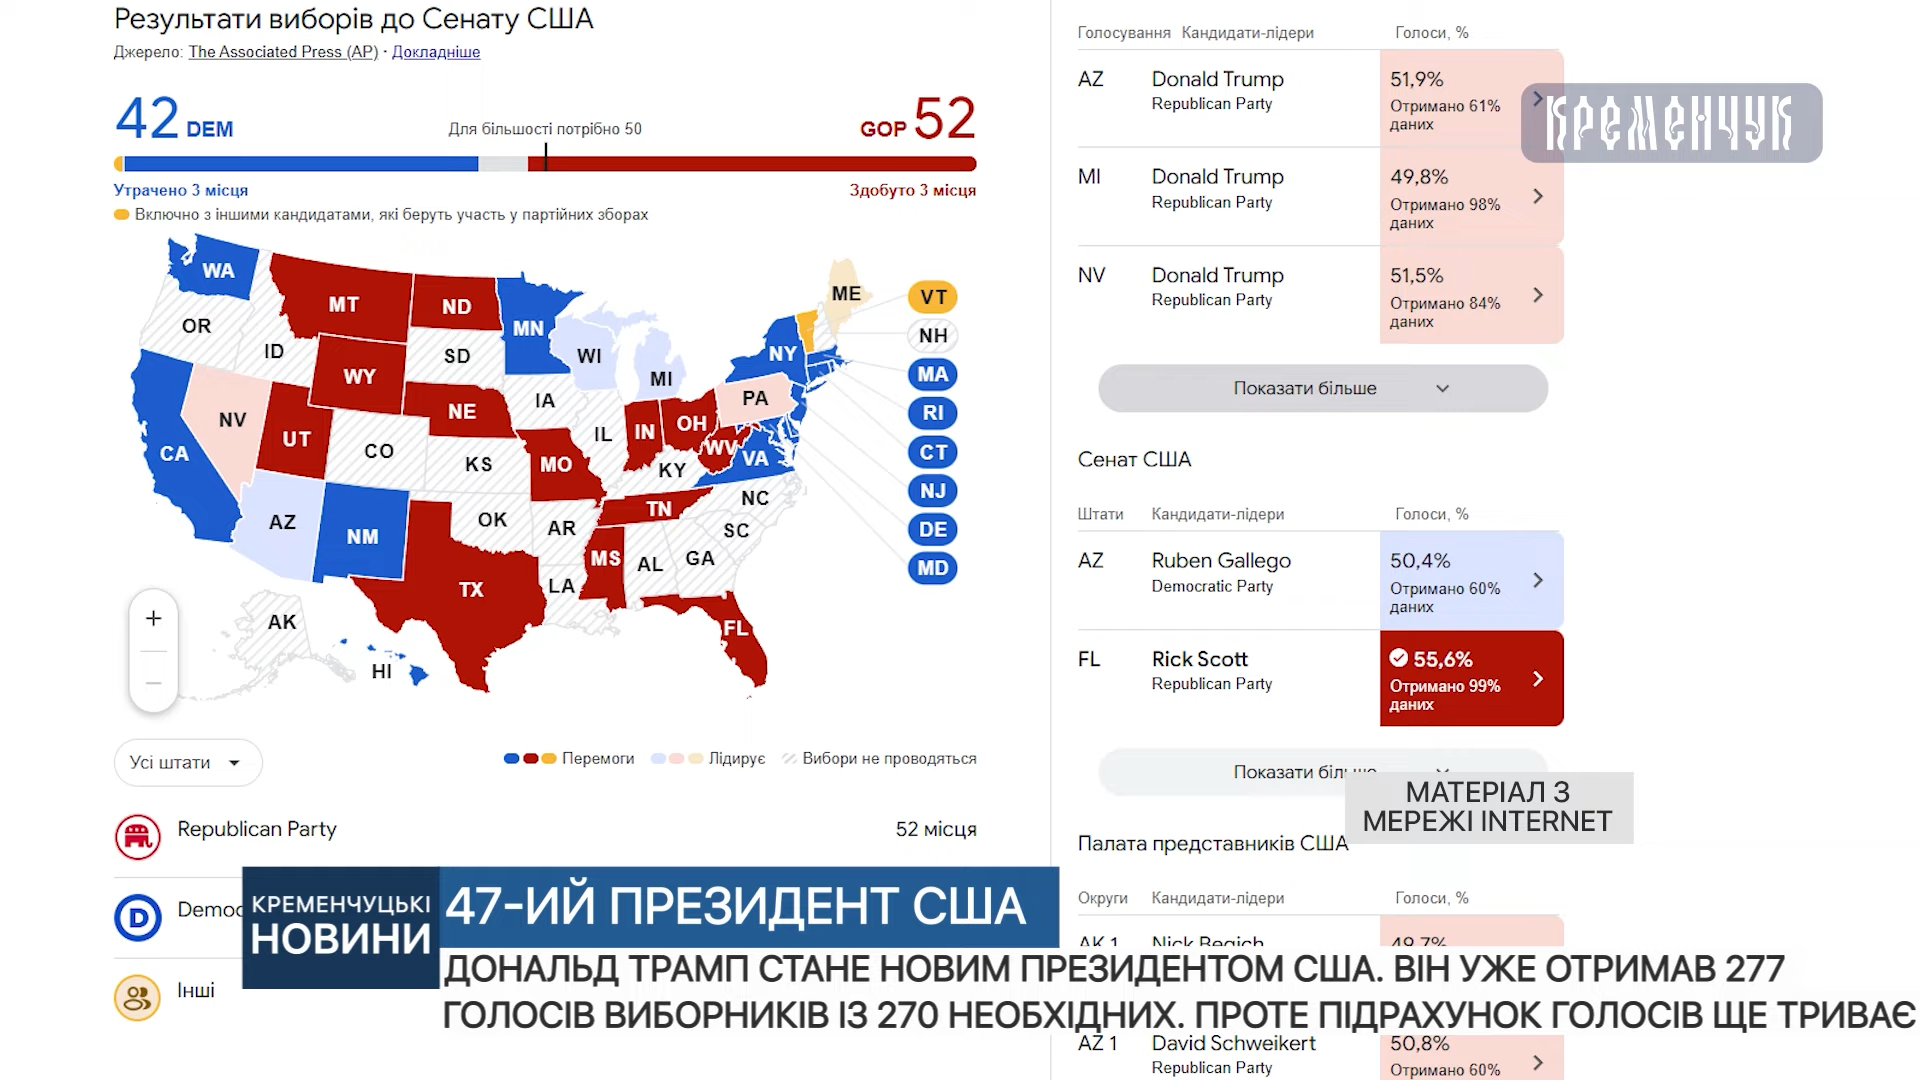 Результати виборів до Сенату США
Джерело: The Associated Press (AP) · Докладніше
42 DEM
Для більшості потрібно 50
GOP 52
Утрачено 3 місця
Здобуто 3 місця
Включно з іншими кандидатами, які беруть участь у партійних зборах
WA
MT
ND
MN
ME
VT
OR
ID
SD
WI
NY
NH
WY
MI
MA
NV
NE
IA
PA
RI
UT
CO
IL
IN
OH
CA
KS
MO
KY
WV
VA
CT
AZ
NM
OK
AR
TN
NC
NJ
SC
MS
AL
GA
DE
TX
LA
MD
AK
FL
HI
+
−
Усі штати
Перемоги
Лідирує
Вибори не проводяться
Republican Party
52 місця
Democ
Інші
Голосування Кандидати-лідери Голоси, %
AZ Donald Trump 51,9%
Republican Party Отримано 61%
даних
MI Donald Trump 49,8%
Republican Party Отримано 98%
даних
NV Donald Trump 51,5%
Republican Party Отримано 84%
даних
Показати більше
Сенат США
Штати Кандидати-лідери Голоси, %
AZ Ruben Gallego 50,4%
Democratic Party Отримано 60%
даних
FL Rick Scott 55,6%
Republican Party Отримано 99%
даних
Показати більше
Палата представників США
Округи Кандидати-лідери Голоси, %
AK 1 Nick Begich 49,7%
AZ 1 David Schweikert 50,8%
Republican Party Отримано 60%
КРЕМЕНЧУК
МАТЕРІАЛ З
МЕРЕЖІ INTERNET
КРЕМЕНЧУЦЬКІ
НОВИНИ
47-ИЙ ПРЕЗИДЕНТ США
ДОНАЛЬД ТРАМП СТАНЕ НОВИМ ПРЕЗИДЕНТОМ США. ВІН УЖЕ ОТРИМАВ 277
ГОЛОСІВ ВИБОРНИКІВ ІЗ 270 НЕОБХІДНИХ. ПРОТЕ ПІДРАХУНОК ГОЛОСІВ ЩЕ ТРИВАЄ